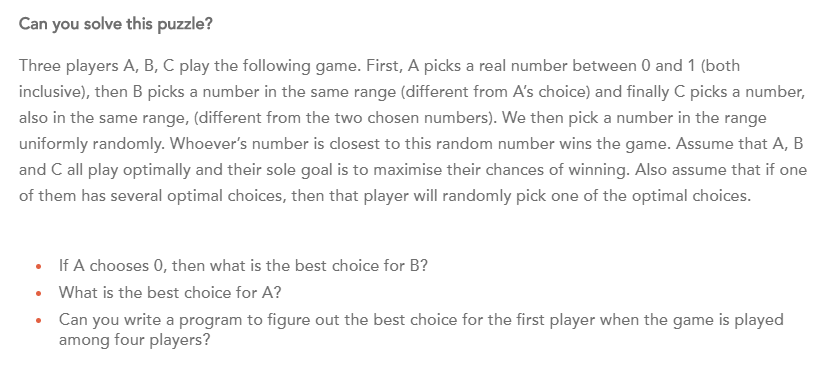 Can you solve this puzzle?
Three players A, B, C play the following game. First, A picks a real number between 0 and 1 (both
inclusive), then B picks a number in the same range (different from A's choice) and finally C picks a number,
also in the same range, (different from the two chosen numbers). We then pick a number in the range
uniformly randomly. Whoever's number is closest to this random number wins the game. Assume that A, B
and C all play optimally and their sole goal is to maximise their chances of winning. Also assume that if one
of them has several optimal choices, then that player will randomly pick one of the optimal choices.
• If A chooses 0, then what is the best choice for B?
• What is the best choice for A?
• Can you write a program to figure out the best choice for the first player when the game is played
among four players?